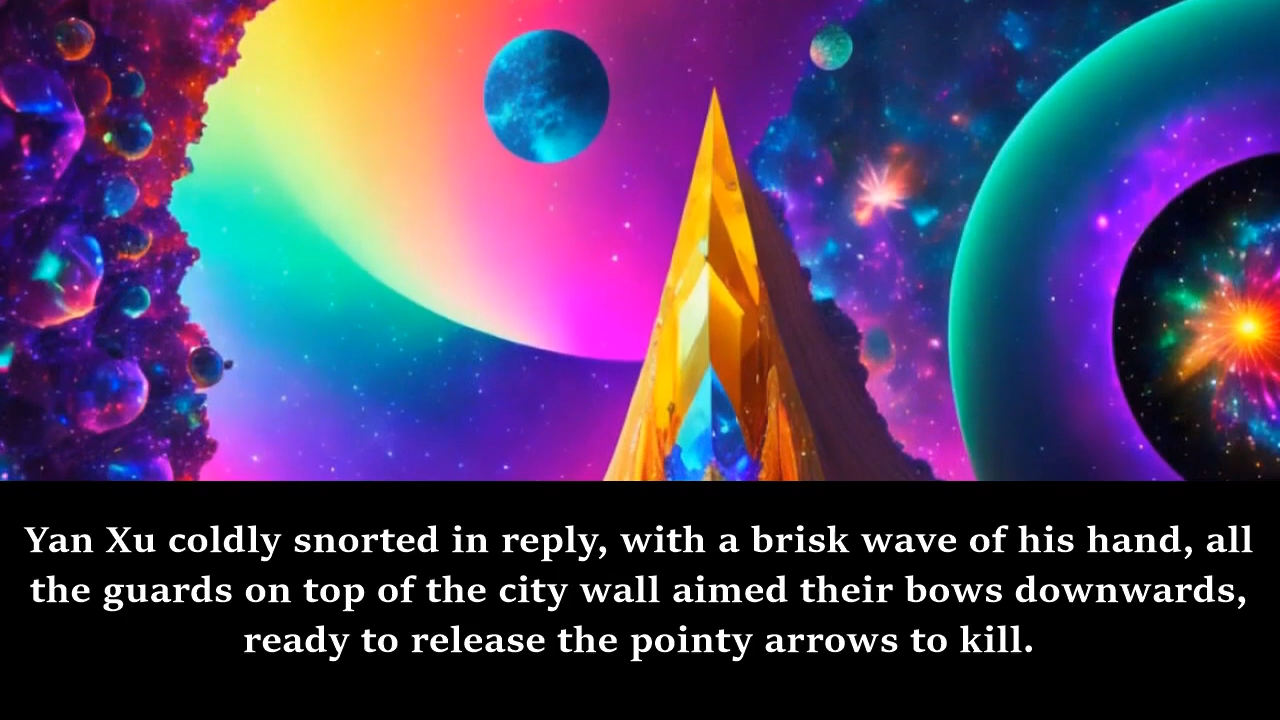 Yan Xu coldly snorted in reply, with a brisk wave of his hand, all
the guards on top of the city wall aimed their bows downwards,
ready to release the pointy arrows to kill.